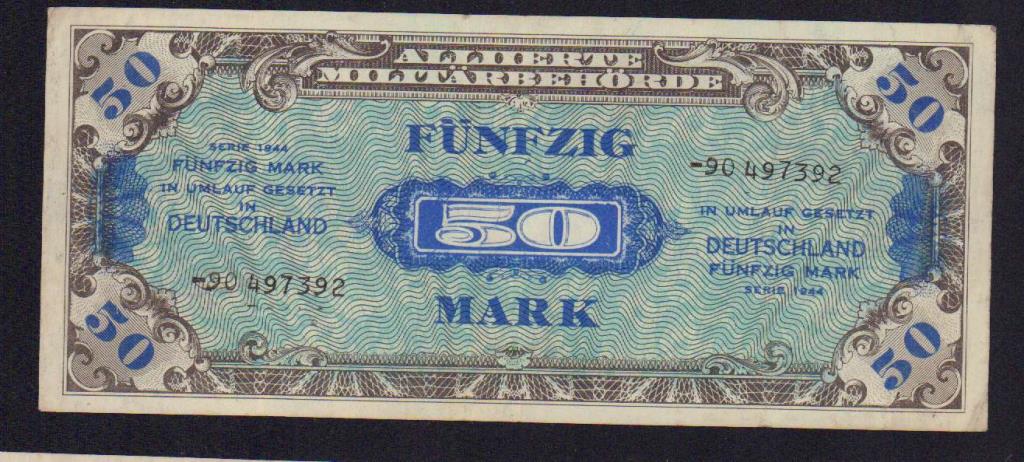 50
ALLIIERTE
MILITÄRBEHÖRDE
50
FÜNFZIG
SERIE 1944
FÜNFZIG MARK
IN UMLAUF GESETZT
IN
DEUTSCHLAND
-90 497392
50
-90 497392
IN UMLAUF GESETZT
IN
DEUTSCHLAND
FÜNFZIG MARK
SERIE 1944
MARK
50
50